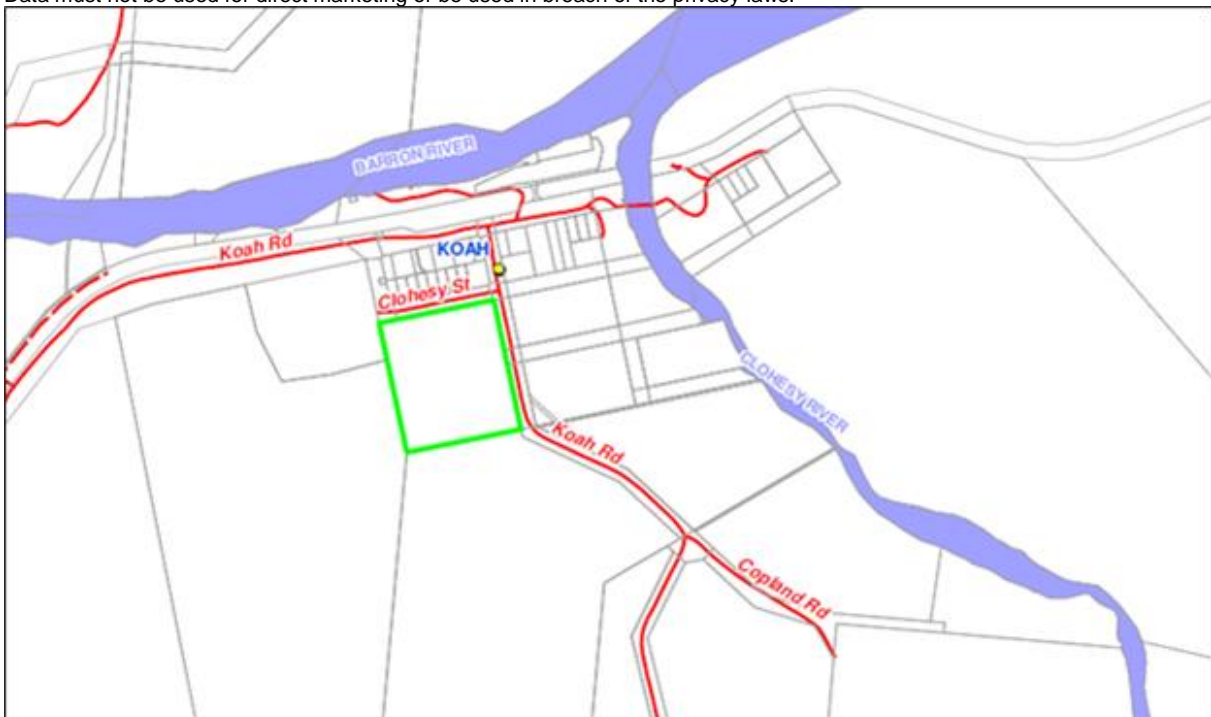 Data must not be used for direct marketing or be used in breach of the privacy laws.
BARRON RIVER
Koah Rd
KOAH
Clohesy St
CLOHESY RIVER
Koah Rd
Copland Rd